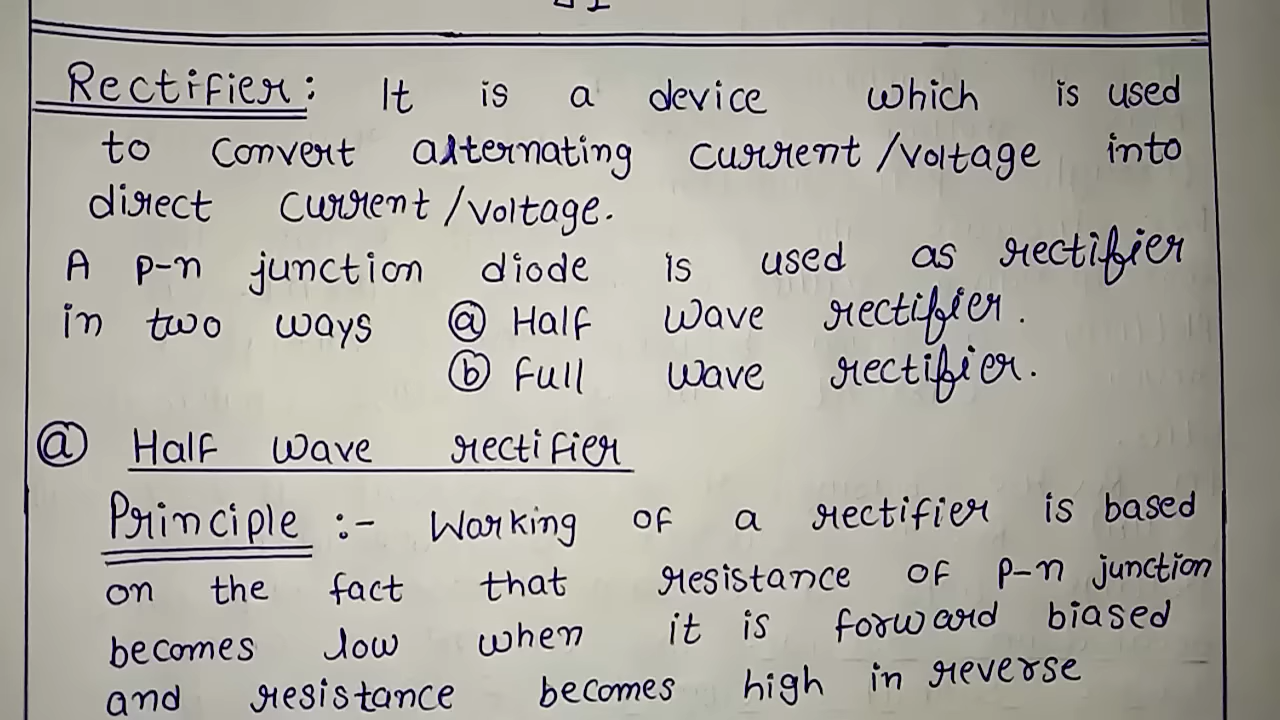 Rectifier: It is a device which is used
to convert alternating current/voltage into
direct current/voltage.
A p-n junction diode is used as rectifier
in two ways ⓐ Half wave rectifier.
ⓑ Full wave rectifier.
ⓐ Half wave rectifier
Principle :- Working of a rectifier is based
on the fact that resistance of p-n junction
becomes low when it is forward biased
and resistance becomes high in reverse